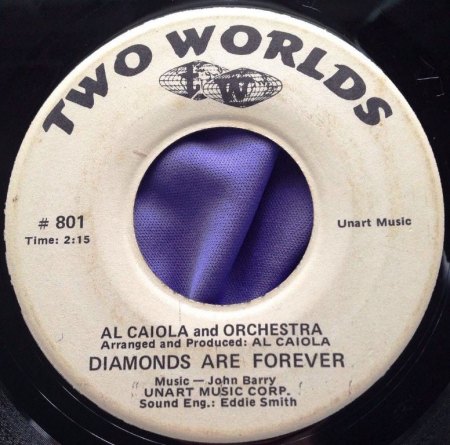 TWO WORLDS
t w
# 801
Time: 2:15
Unart Music
AL CAIOLA and ORCHESTRA
Arranged and Produced: AL CAIOLA
DIAMONDS ARE FOREVER
Music — John Barry
UNART MUSIC CORP.
Sound Eng.: Eddie Smith